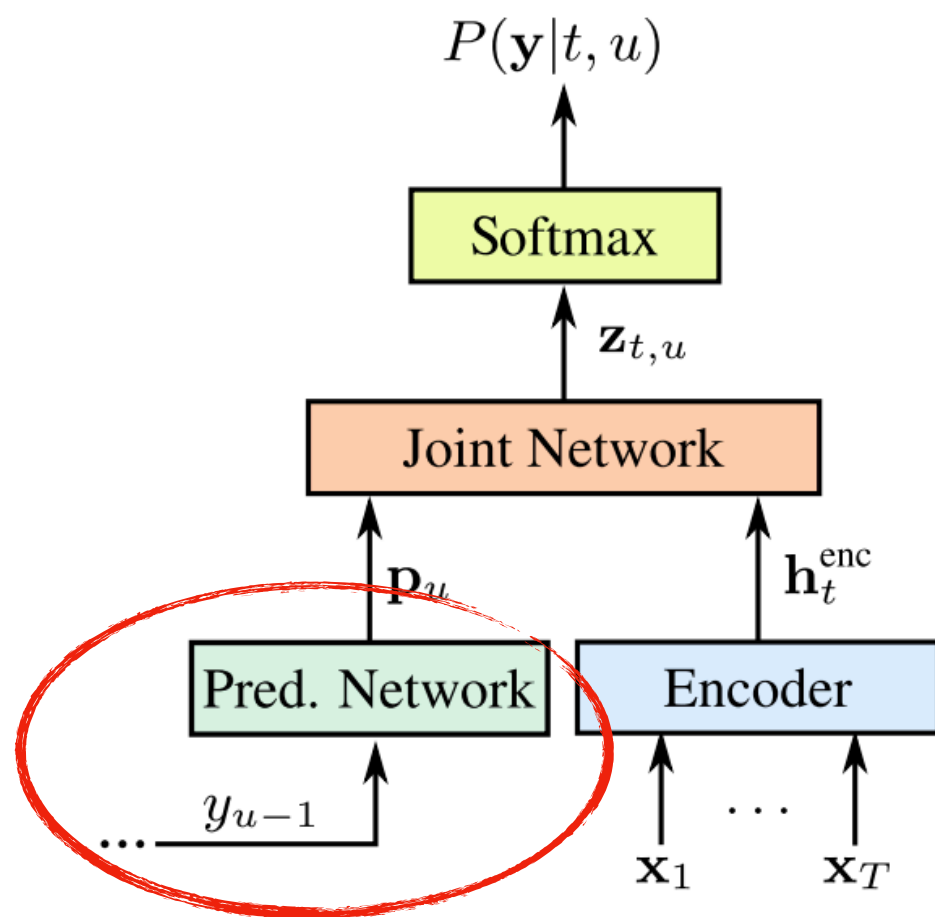 P(y|t, u)
Softmax
z_{t,u}
Joint Network
p_u
h_t^{enc}
Pred. Network
Encoder
y_{u-1}
...
· · ·
x_1
x_T